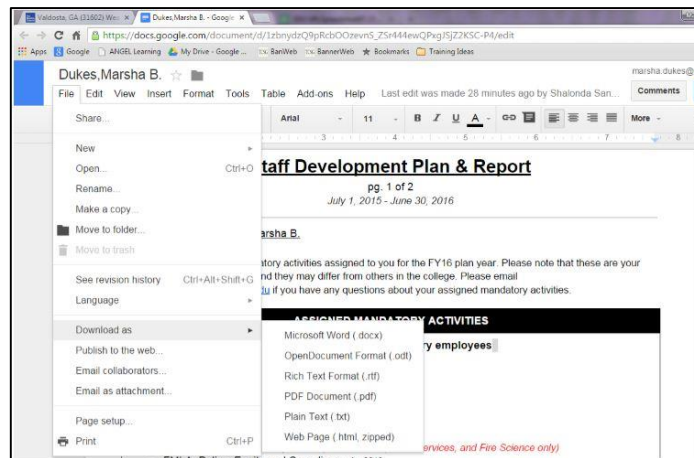 Valdosta, GA (31602) Wea
Dukes,Marsha B. - Google
https://docs.google.com/document/d/1zbnydzQ9pRcbOOzevnS_ZSr444ewQPxgJSjZ2KSC-P4/edit
Apps Google ANGEL Learning My Drive - Google ... BanWeb BannerWeb Bookmarks Training Ideas
Dukes,Marsha B.
marsha.dukes@
File Edit View Insert Format Tools Table Add-ons Help Last edit was made 28 minutes ago by Shalonda San...
Comments
Arial 11 B I U A More
3 4 5 6 7 8
Share...
New
Open... Ctrl+O
Rename...
Make a copy...
Move to folder...
Move to trash
See revision history Ctrl+Alt+Shift+G
Language
Download as
Publish to the web...
Email collaborators...
Email as attachment...
Page setup...
Print Ctrl+P
Microsoft Word (.docx)
OpenDocument Format (.odt)
Rich Text Format (.rtf)
PDF Document (.pdf)
Plain Text (.txt)
Web Page (.html, zipped)
taff Development Plan & Report
pg. 1 of 2
July 1, 2015 - June 30, 2016
arsha B.
atory activities assigned to you for the FY16 plan year. Please note that these are your
nd they may differ from others in the college. Please email
du if you have any questions about your assigned mandatory activities.
ASSIGNED MANDATORY ACTIVITIES
ry employees
ervices, and Fire Science only)